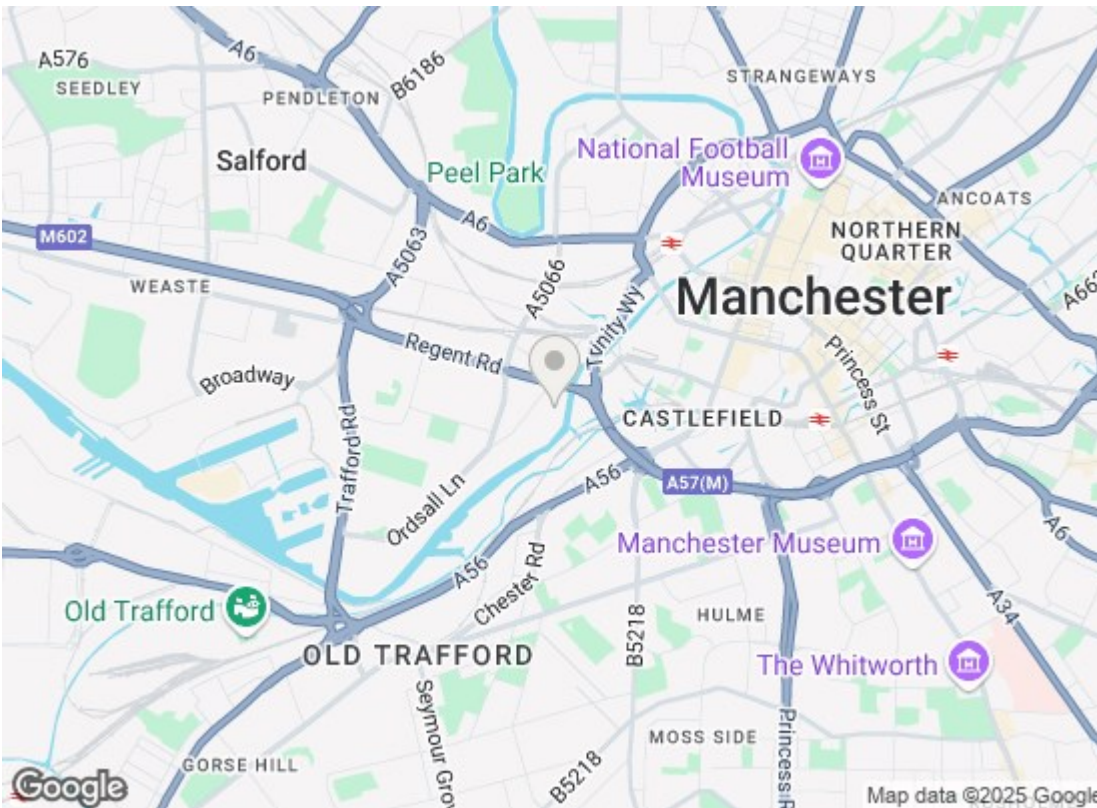 A6
A576
SEEDLEY
PENDLETON
B6186
STRANGEWAYS
Salford
Peel Park
National Football
Museum
ANCOATS
A6
M602
A5063
NORTHERN
QUARTER
WEASTE
A5066
Manchester
Trinity Wy
Regent Rd
Broadway
Princess St
CASTLEFIELD
Trafford Rd
Ordsall Ln
A56
A57(M)
A6
Manchester Museum
A56
Chester Rd
Old Trafford
HULME
A34
B5218
OLD TRAFFORD
The Whitworth
Seymour Gro
MOSS SIDE
GORSE HILL
B5218
Google
Map data ©2025 Google